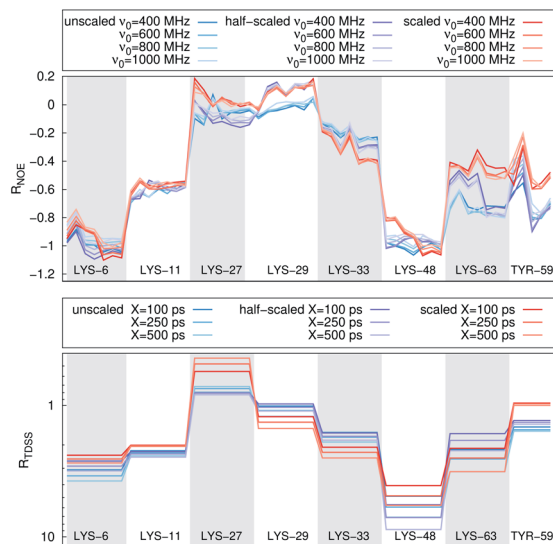 unscaled ν₀=400 MHz half-scaled ν₀=400 MHz scaled ν₀=400 MHz
ν₀=600 MHz ν₀=600 MHz ν₀=600 MHz
ν₀=800 MHz ν₀=800 MHz ν₀=800 MHz
ν₀=1000 MHz ν₀=1000 MHz ν₀=1000 MHz
0.2
0
−0.2
−0.4
−0.6
−0.8
−1
−1.2
R_NOE
LYS-6 LYS-11 LYS-27 LYS-29 LYS-33 LYS-48 LYS-63 TYR-59
unscaled X=100 ps half-scaled X=100 ps scaled X=100 ps
X=250 ps X=250 ps X=250 ps
X=500 ps X=500 ps X=500 ps
1
R_TDSS
10
LYS-6 LYS-11 LYS-27 LYS-29 LYS-33 LYS-48 LYS-63 TYR-59